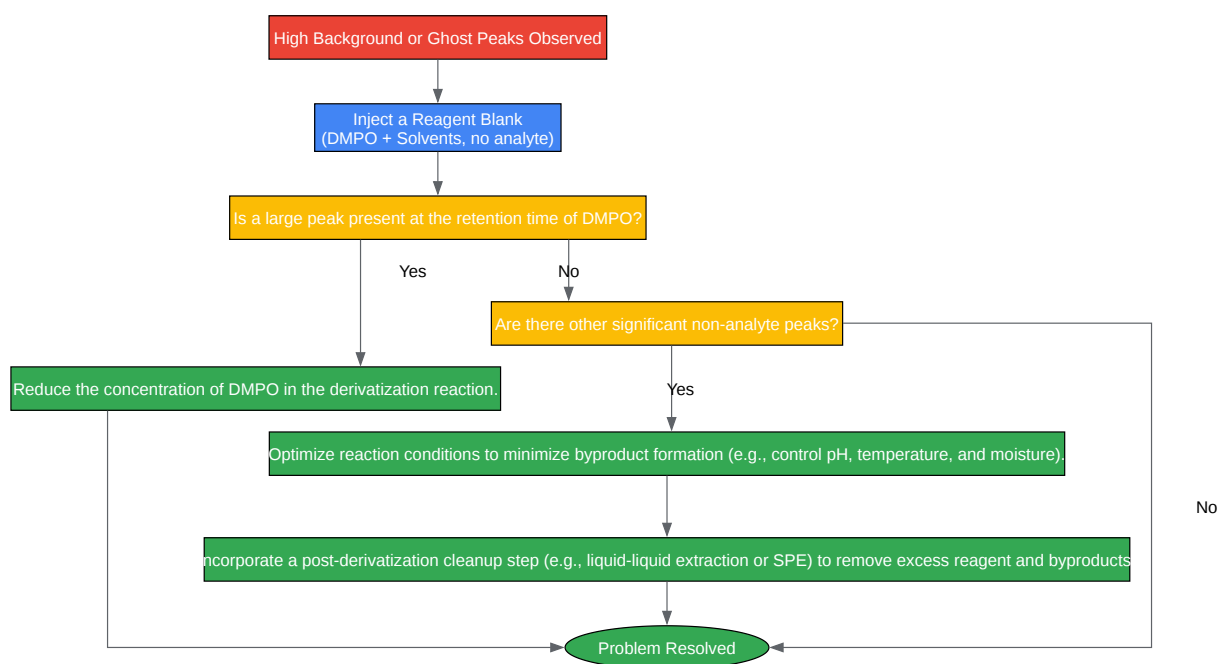 High Background or Ghost Peaks Observed
Inject a Reagent Blank
(DMPO + Solvents, no analyte)
Is a large peak present at the retention time of DMPO?
Yes
No
Are there other significant non-analyte peaks?
Reduce the concentration of DMPO in the derivatization reaction.
Yes
Optimize reaction conditions to minimize byproduct formation (e.g., control pH, temperature, and moisture).
No
ncorporate a post-derivatization cleanup step (e.g., liquid-liquid extraction or SPE) to remove excess reagent and byproducts
Problem Resolved